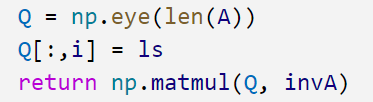 Q = np.eye(len(A))
Q[:,i] = ls
return np.matmul(Q, invA)